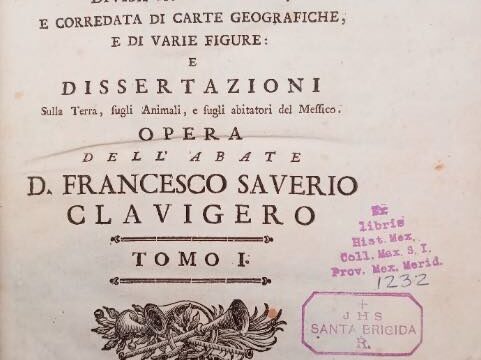 E CORREDATA DI CARTE GEOGRAFICHE,
E DI VARIE FIGURE:
E
DISSERTAZIONI
Sulla Terra, sugli Animali, e sugli abitatori del Messico.
OPERA
DELL'ABATE
D. FRANCESCO SAVERIO
CLAVIGERO
TOMO I.
Ex
libris
Hist. Mex.
Coll. Max. S. I.
Prov. Mex. Merid.
1232
J H S
SANTA BRIGIDA
R.